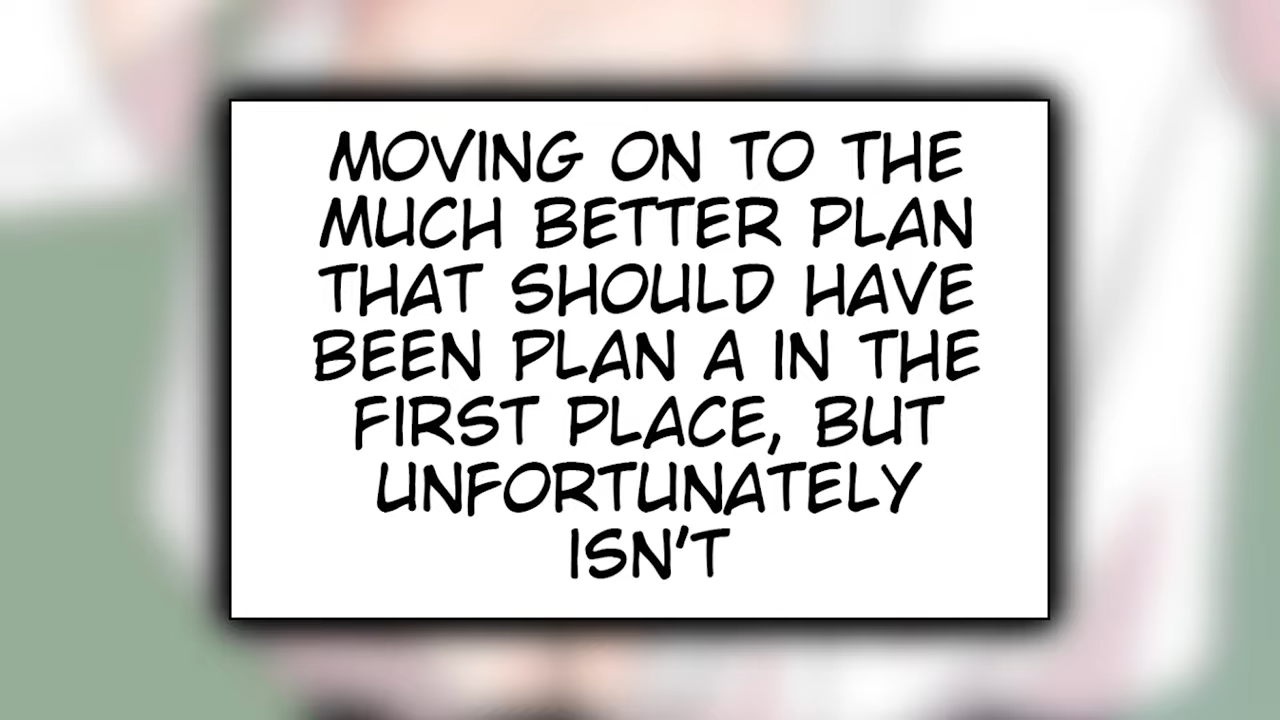 MOVING ON TO THE
MUCH BETTER PLAN
THAT SHOULD HAVE
BEEN PLAN A IN THE
FIRST PLACE, BUT
UNFORTUNATELY
ISN'T